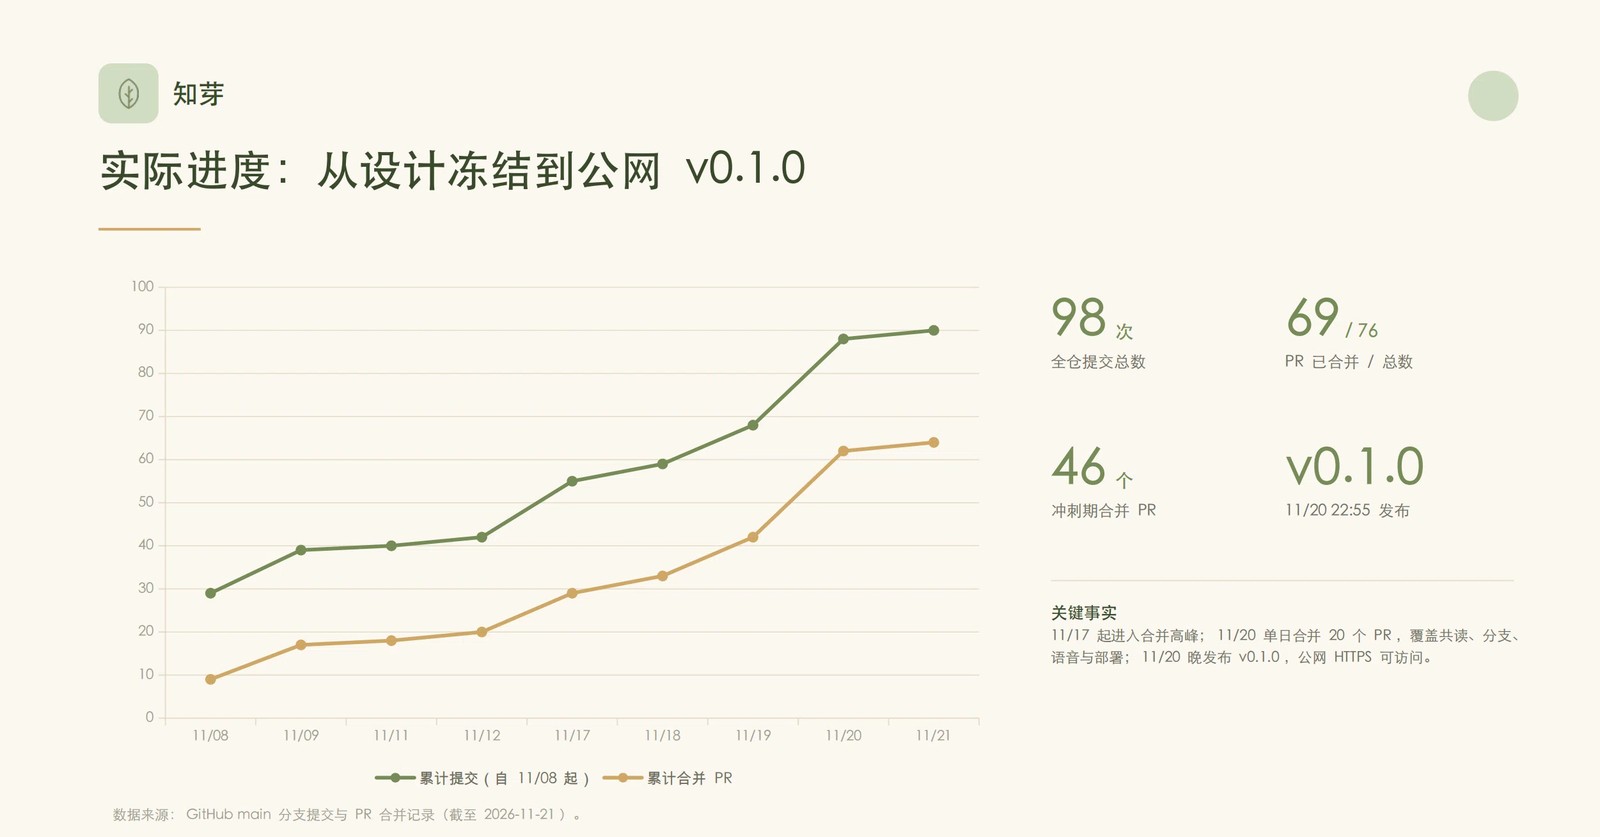 知芽
实际进度：从设计冻结到公网 v0.1.0
100
90
80
70
60
50
40
30
20
10
0
11/08 11/09 11/11 11/12 11/17 11/18 11/19 11/20 11/21
累计提交（自 11/08 起） 累计合并 PR
数据来源： GitHub main 分支提交与 PR 合并记录（截至 2026-11-21）。
98 次
全仓提交总数
69 / 76
PR 已合并 / 总数
46 个
冲刺期合并 PR
v0.1.0
11/20 22:55 发布
关键事实
11/17 起进入合并高峰； 11/20 单日合并 20 个 PR，覆盖共读、分支、
语音与部署； 11/20 晚发布 v0.1.0，公网 HTTPS 可访问。